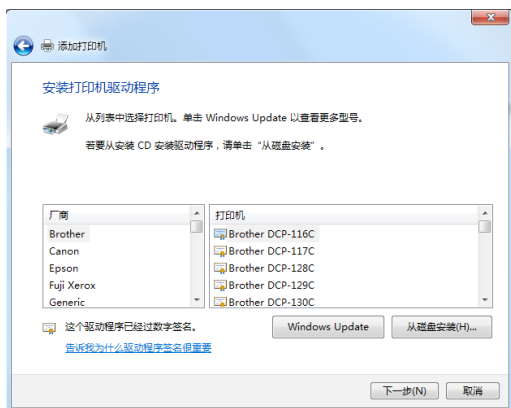 添加打印机
安装打印机驱动程序
从列表中选择打印机。单击 Windows Update 以查看更多型号。
若要从安装 CD 安装驱动程序，请单击“从磁盘安装”。
厂商
Brother
Canon
Epson
Fuji Xerox
Generic
打印机
Brother DCP-116C
Brother DCP-117C
Brother DCP-128C
Brother DCP-129C
Brother DCP-130C
这个驱动程序已经过数字签名。
告诉我为什么驱动程序签名很重要
Windows Update
从磁盘安装(H)...
下一步(N)
取消